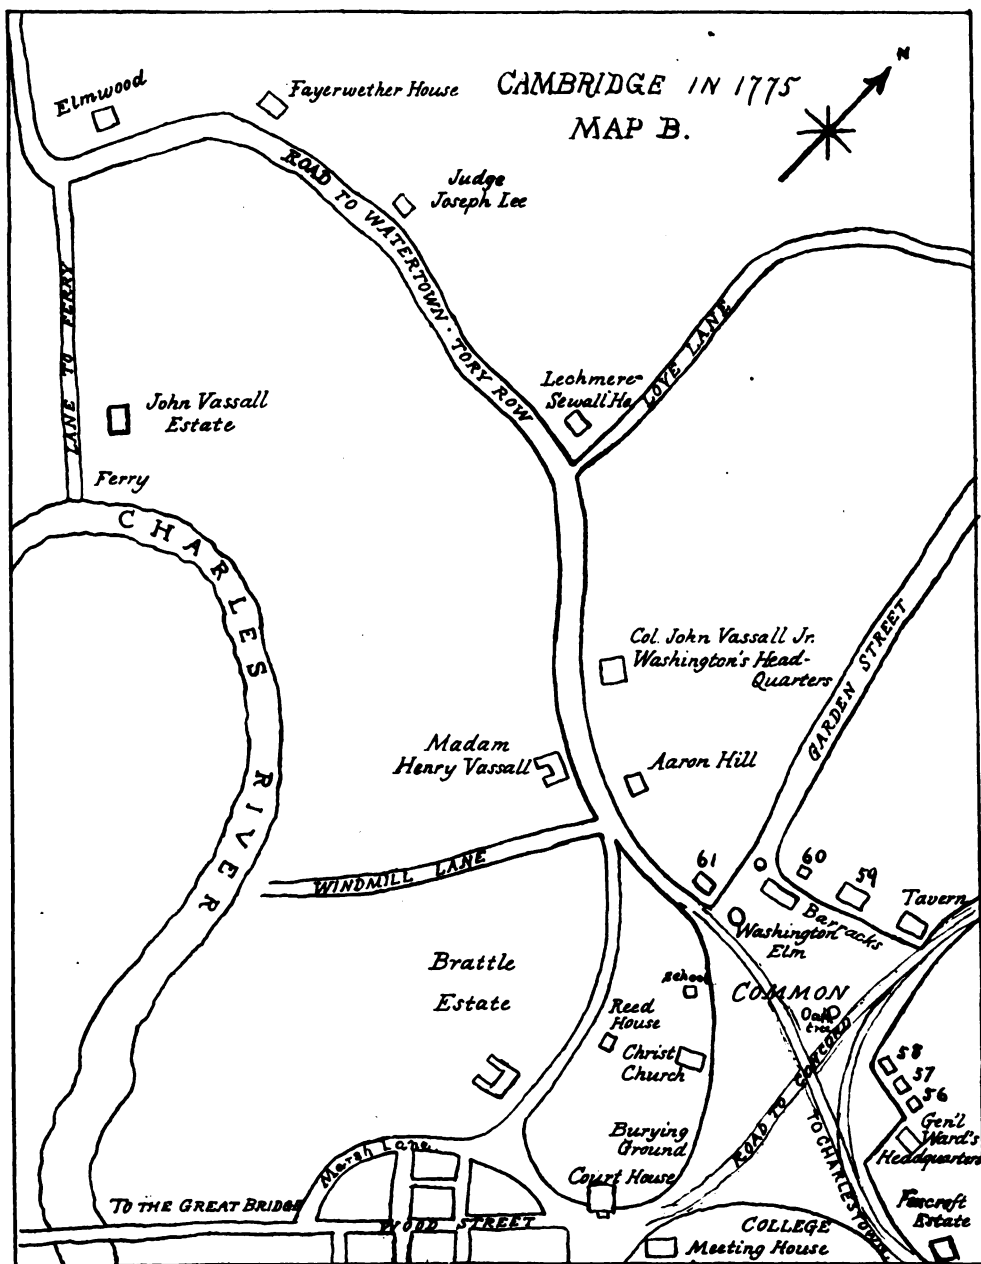 CAMBRIDGE IN 1775
MAP B.
N
Elmwood
Fayerwether House
Judge
Joseph Lee
ROAD TO WATERTOWN · TORY ROW
LANE TO FERRY
John Vassall
Estate
Ferry
Lechmere-
Sewall Ho
LOVE LANE
CHARLES RIVER
Col. John Vassall Jr.
Washington's Head-
Quarters
GARDEN STREET
Madam
Henry Vassall
Aaron Hill
WINDMILL LANE
61
60
59
Tavern
Barracks
Washington
Elm
Brattle
Estate
School
COMMON
Oak
tree
Reed
House
Christ
Church
ROAD TO CONCORD
58
57
56
Gen'l
Ward's
Headquarters
Burying
Ground
Court House
TO CHARLESTOWN
Marsh Lane
TO THE GREAT BRIDGE
WOOD STREET
Foxcroft
Estate
COLLEGE
Meeting House